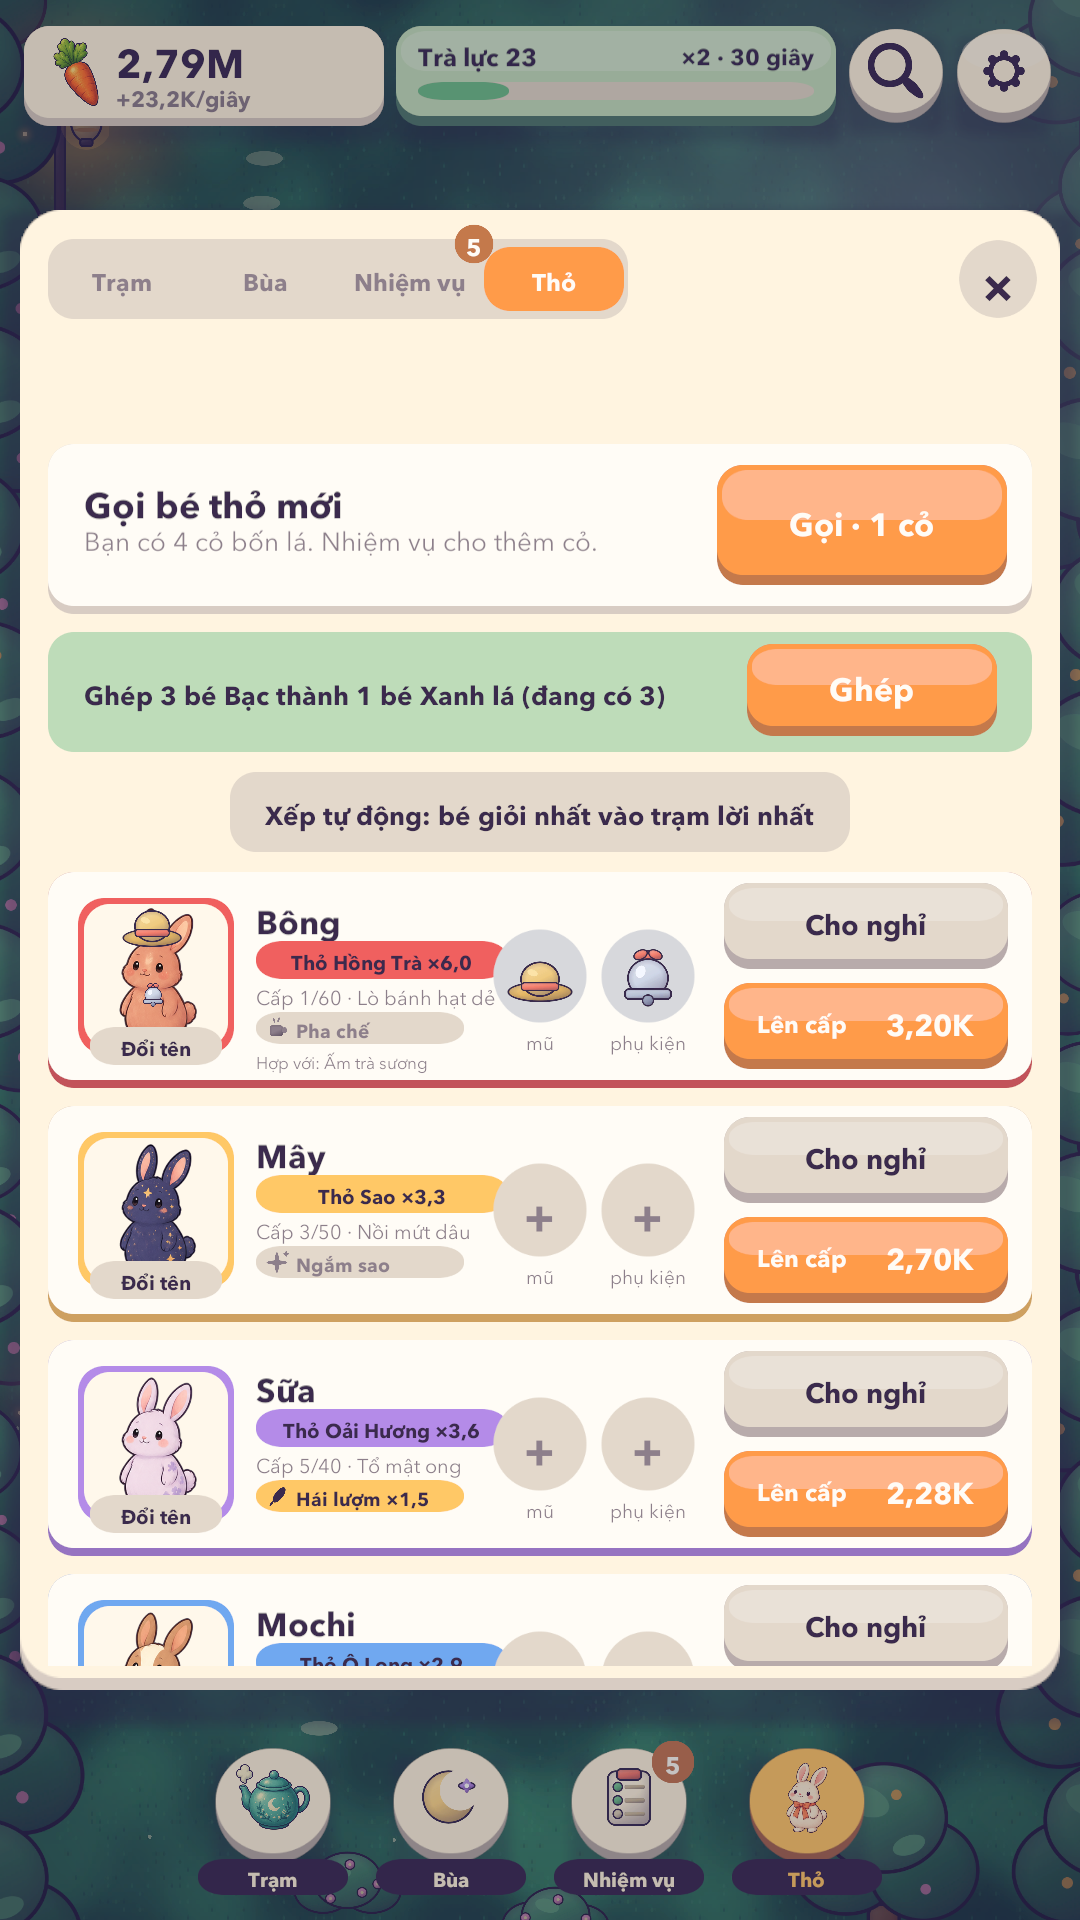 2,79M
+23,2K/giây
Trà lực 23
×2 · 30 giây
Trạm
Bùa
Nhiệm vụ
5
Thỏ
×
Gọi bé thỏ mới
Bạn có 4 cỏ bốn lá. Nhiệm vụ cho thêm cỏ.
Gọi · 1 cỏ
Ghép 3 bé Bạc thành 1 bé Xanh lá (đang có 3)
Ghép
Xếp tự động: bé giỏi nhất vào trạm lời nhất
Bông
Thỏ Hồng Trà ×6,0
Cấp 1/60 · Lò bánh hạt dẻ
Pha chế
Hợp với: Ấm trà sương
Đổi tên
mũ
phụ kiện
Cho nghỉ
Lên cấp 3,20K
Mây
Thỏ Sao ×3,3
Cấp 3/50 · Nồi mứt dâu
Ngắm sao
Đổi tên
+
mũ
+
phụ kiện
Cho nghỉ
Lên cấp 2,70K
Sữa
Thỏ Oải Hương ×3,6
Cấp 5/40 · Tổ mật ong
Hái lượm ×1,5
Đổi tên
+
mũ
+
phụ kiện
Cho nghỉ
Lên cấp 2,28K
Mochi
Thỏ Ô Long ×2,9
Cho nghỉ
Trạm
Bùa
5
Nhiệm vụ
Thỏ